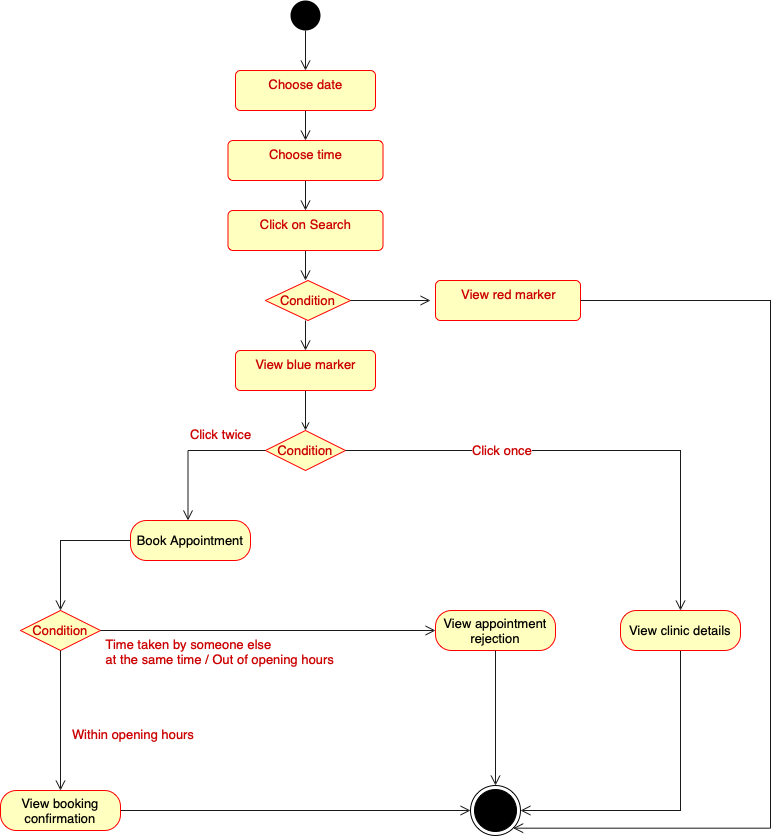 Choose date
Choose time
Click on Search
Condition
View red marker
View blue marker
Click twice
Condition
Click once
Book Appointment
Condition
Time taken by someone else
at the same time / Out of opening hours
View appointment
rejection
View clinic details
Within opening hours
View booking
confirmation